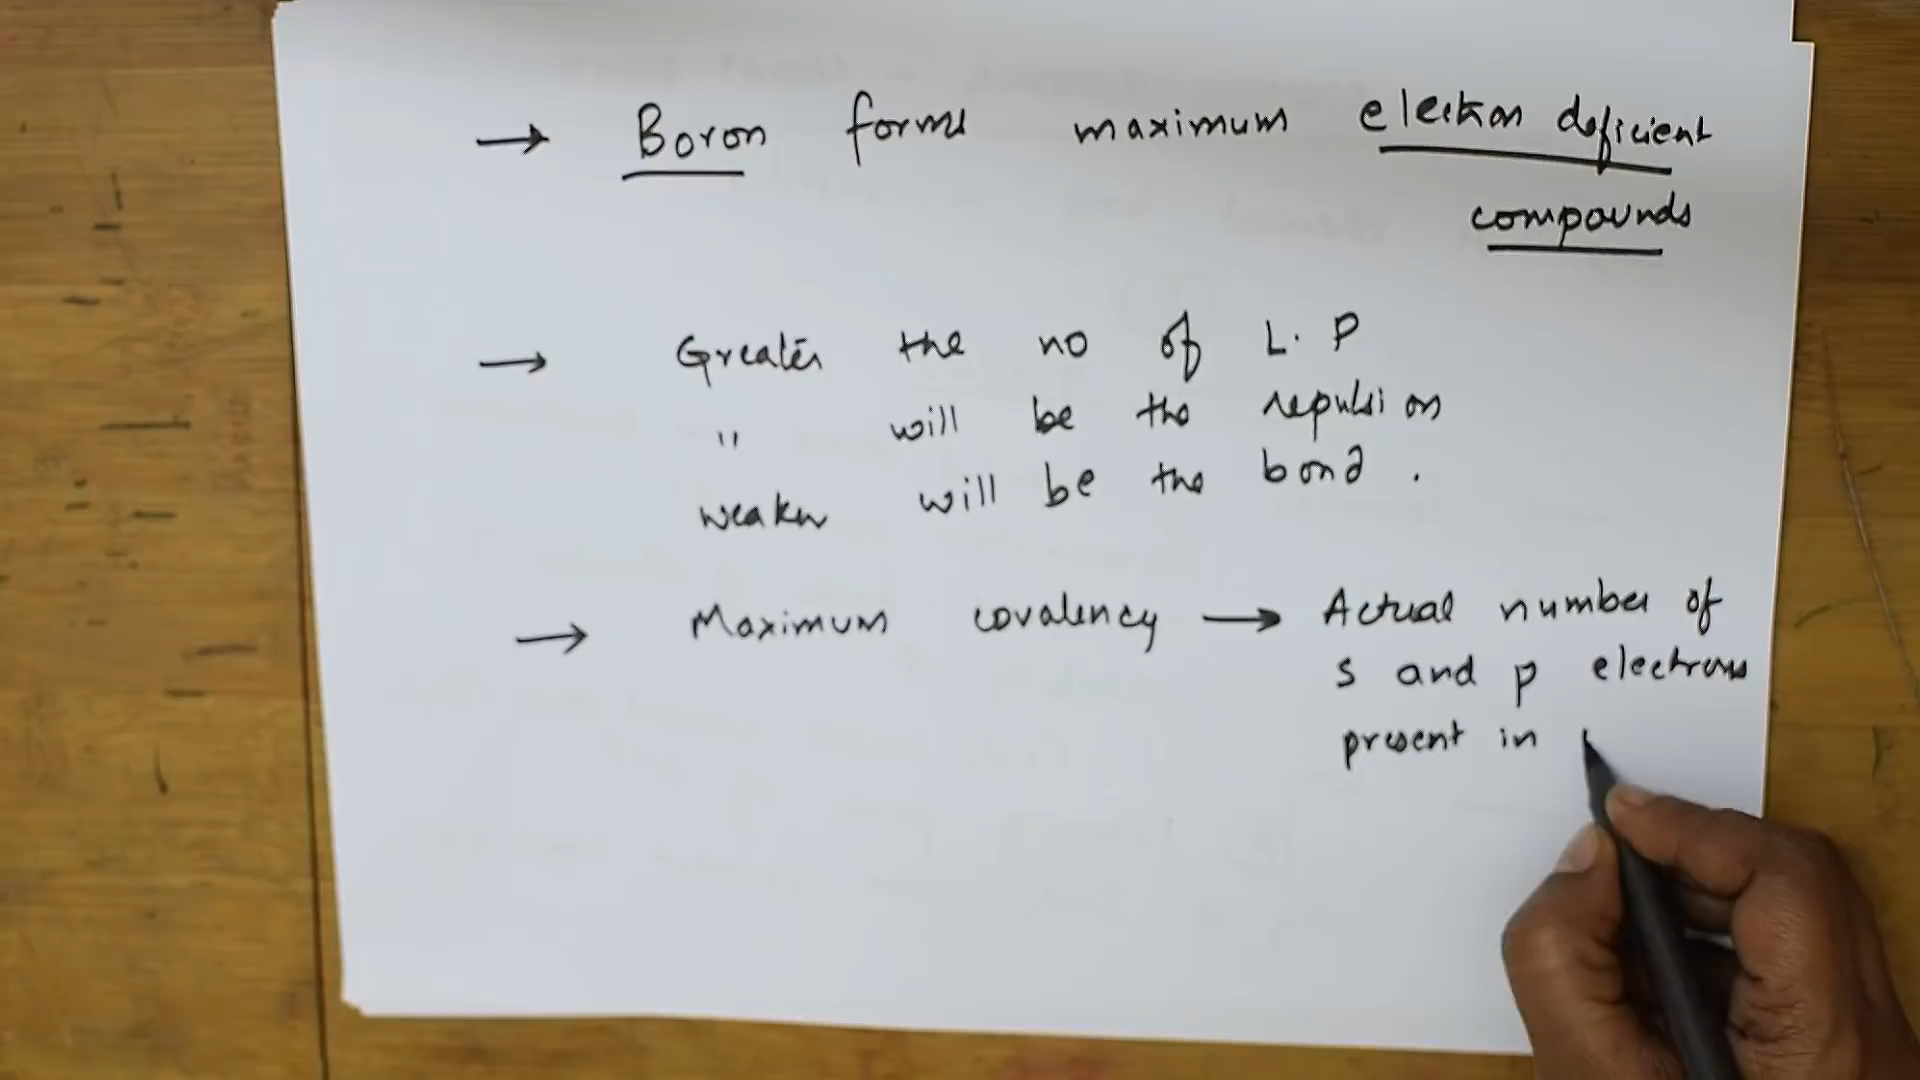 → Boron forms maximum electron deficient
compounds
→ Greater the no of L.P
" will be the repulsion
weaker will be the bond.
→ Maximum covalency → Actual number of
s and p electrons
present in